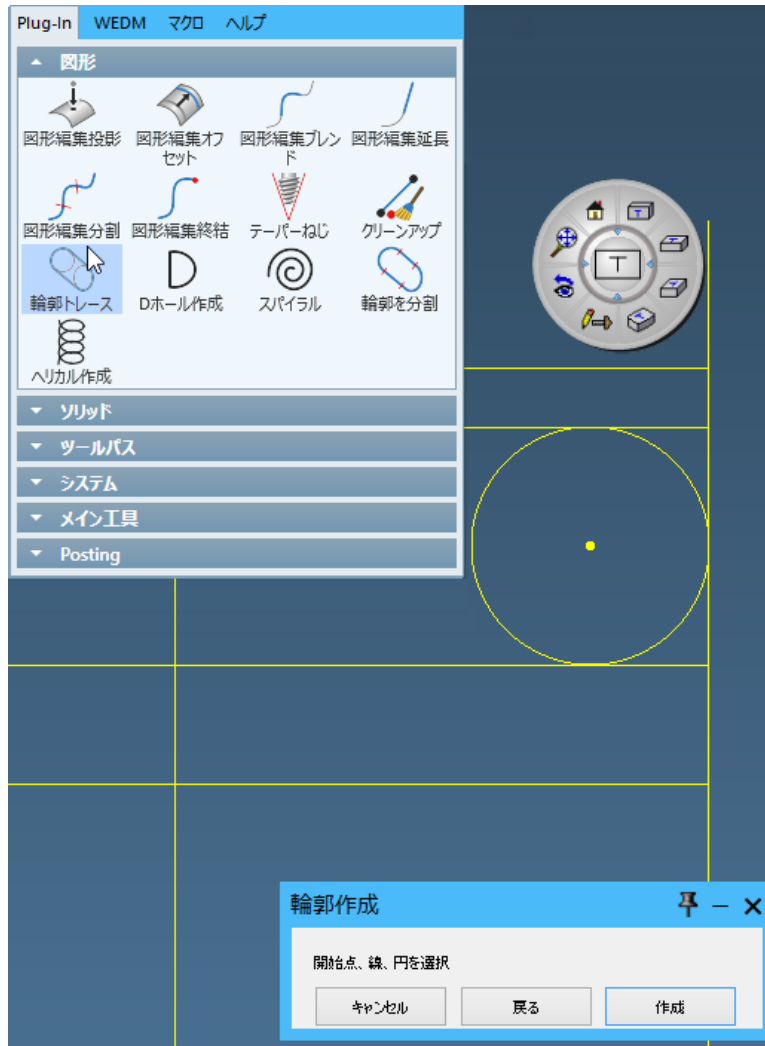 Plug-In WEDM マクロ ヘルプ
図形
図形編集投影 図形編集オフ
セット 図形編集ブレン
ド 図形編集延長
図形編集分割 図形編集終結 テーパーねじ クリーンアップ
輪郭トレース Dホール作成 スパイラル 輪郭を分割
ヘリカル作成
ソリッド
ツールパス
システム
メイン工具
Posting
T
輪郭作成
開始点、線、円を選択
キャンセル 戻る 作成